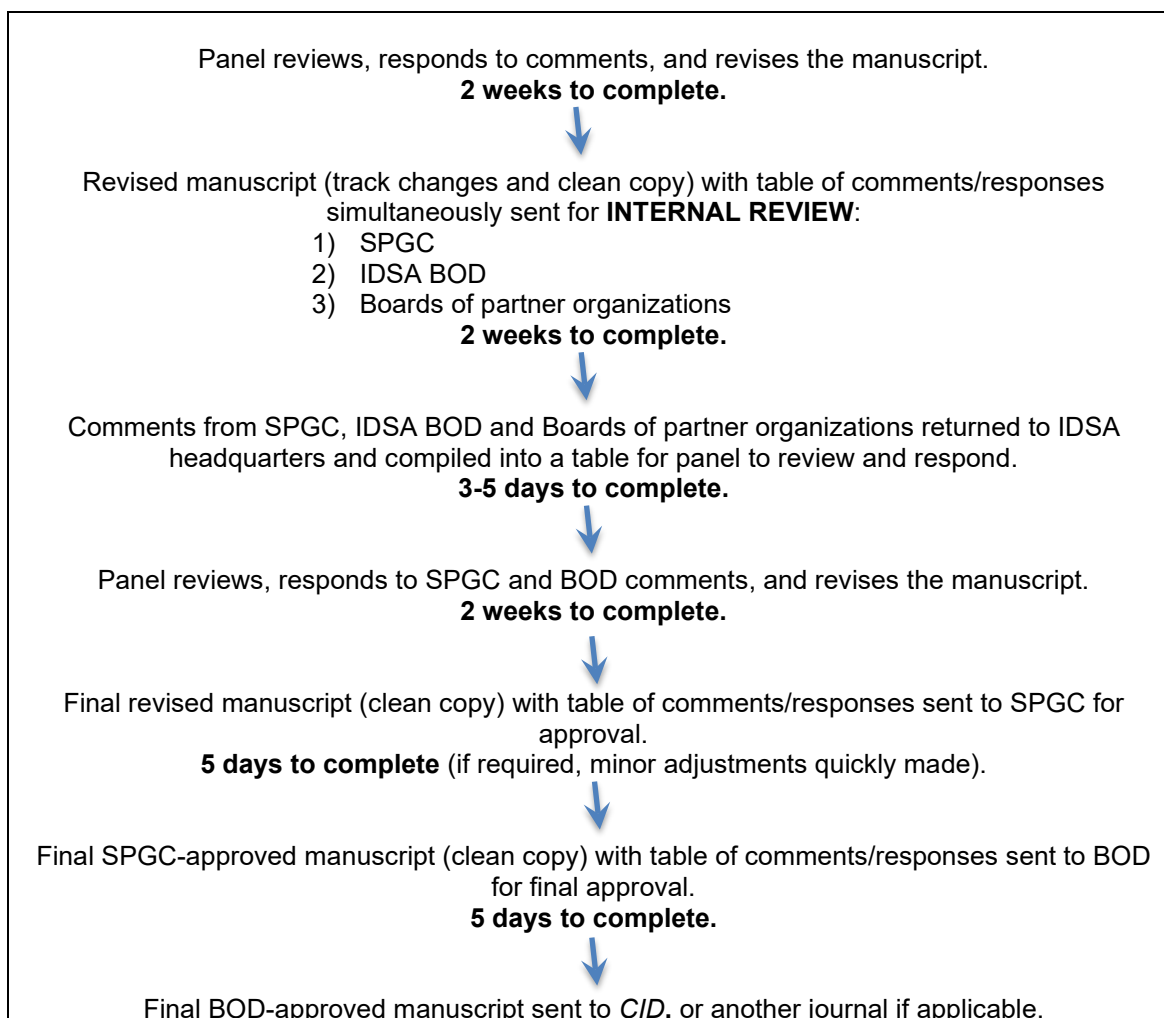 Panel reviews, responds to comments, and revises the manuscript.
2 weeks to complete.
Revised manuscript (track changes and clean copy) with table of comments/responses
simultaneously sent for INTERNAL REVIEW:
1) SPGC
2) IDSA BOD
3) Boards of partner organizations
2 weeks to complete.
Comments from SPGC, IDSA BOD and Boards of partner organizations returned to IDSA
headquarters and compiled into a table for panel to review and respond.
3-5 days to complete.
Panel reviews, responds to SPGC and BOD comments, and revises the manuscript.
2 weeks to complete.
Final revised manuscript (clean copy) with table of comments/responses sent to SPGC for
approval.
5 days to complete (if required, minor adjustments quickly made).
Final SPGC-approved manuscript (clean copy) with table of comments/responses sent to BOD
for final approval.
5 days to complete.
Final BOD-approved manuscript sent to CID, or another journal if applicable.